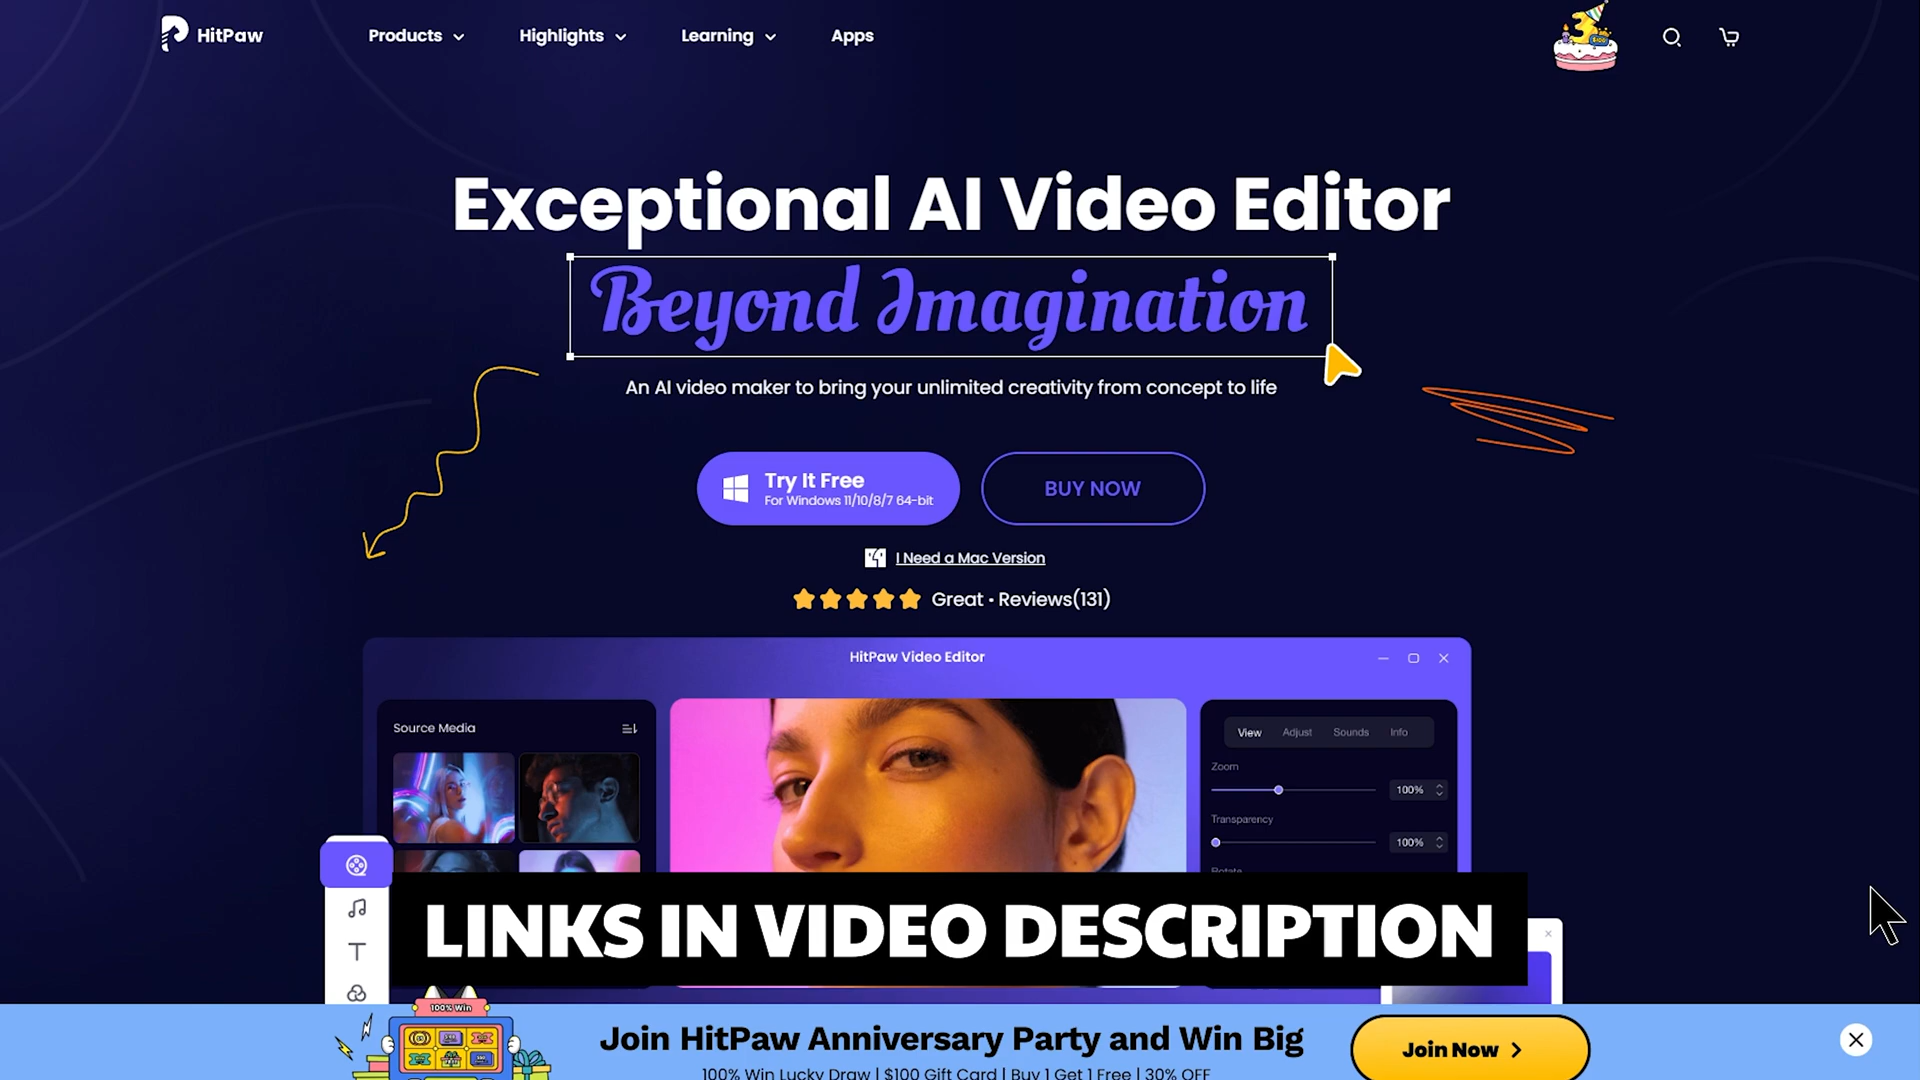 HitPaw
Products
Highlights
Learning
Apps
Exceptional AI Video Editor
Beyond Imagination
An AI video maker to bring your unlimited creativity from concept to life
Try It Free
For Windows 11/10/8/7 64-bit
BUY NOW
I Need a Mac Version
Great • Reviews(131)
HitPaw Video Editor
Source Media
View Adjust Sounds Info
Zoom
100%
Transparency
100%
Rotate
LINKS IN VIDEO DESCRIPTION
100% Win
Join HitPaw Anniversary Party and Win Big
Join Now
100% Win Lucky Draw | $100 Gift Card | Buy 1 Get 1 Free | 30% OFF